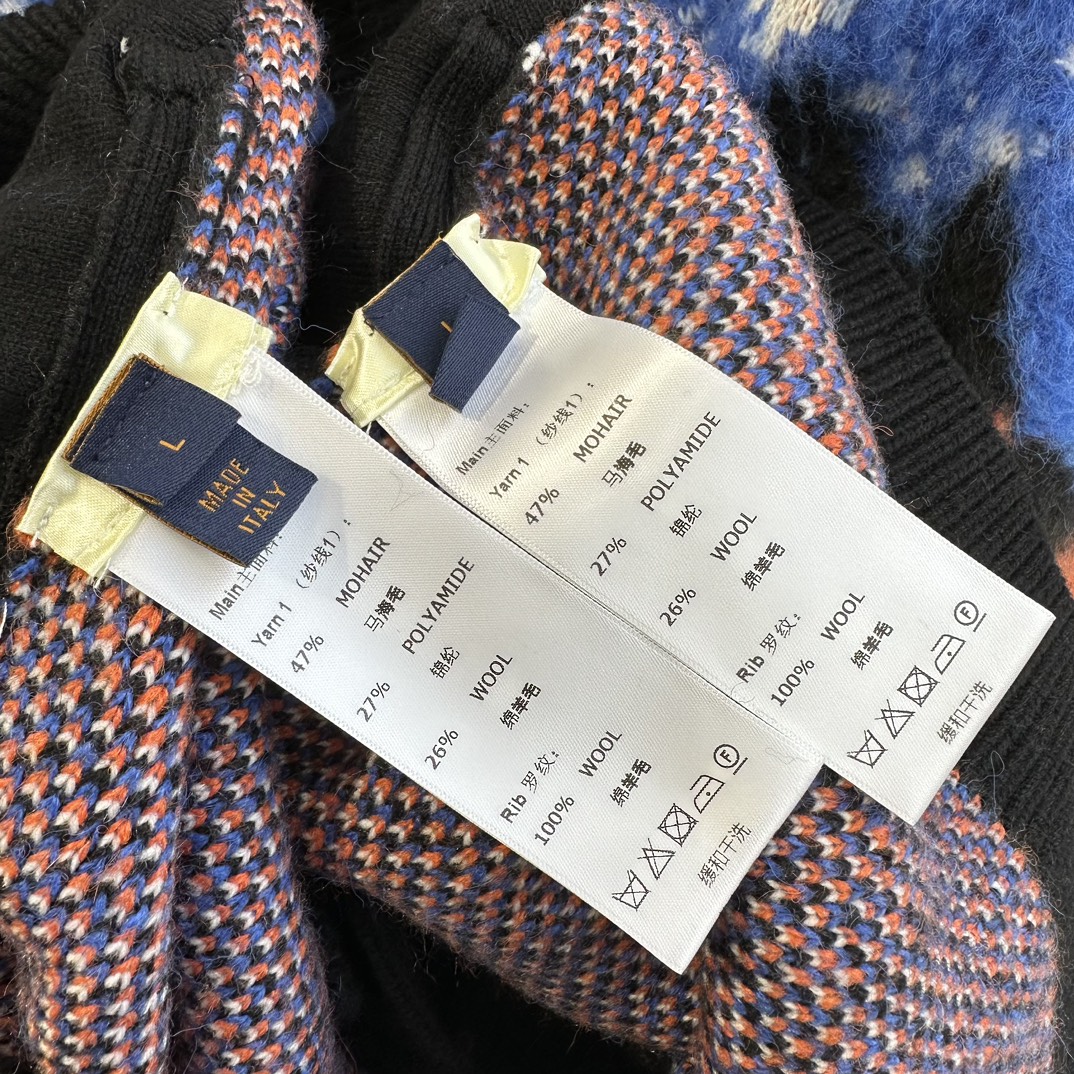 L
MADE
IN
ITALY
Main主面料:
Yarn 1 (纱线1):
47% MOHAIR
马海毛
27% POLYAMIDE
锦纶
26% WOOL
绵羊毛
Rib 罗纹:
100% WOOL
绵羊毛
F
缓和干洗
L
Main主面料:
Yarn 1 (纱线1):
47% MOHAIR
马海毛
27% POLYAMIDE
锦纶
26% WOOL
绵羊毛
Rib 罗纹:
100% WOOL
绵羊毛
F
缓和干洗